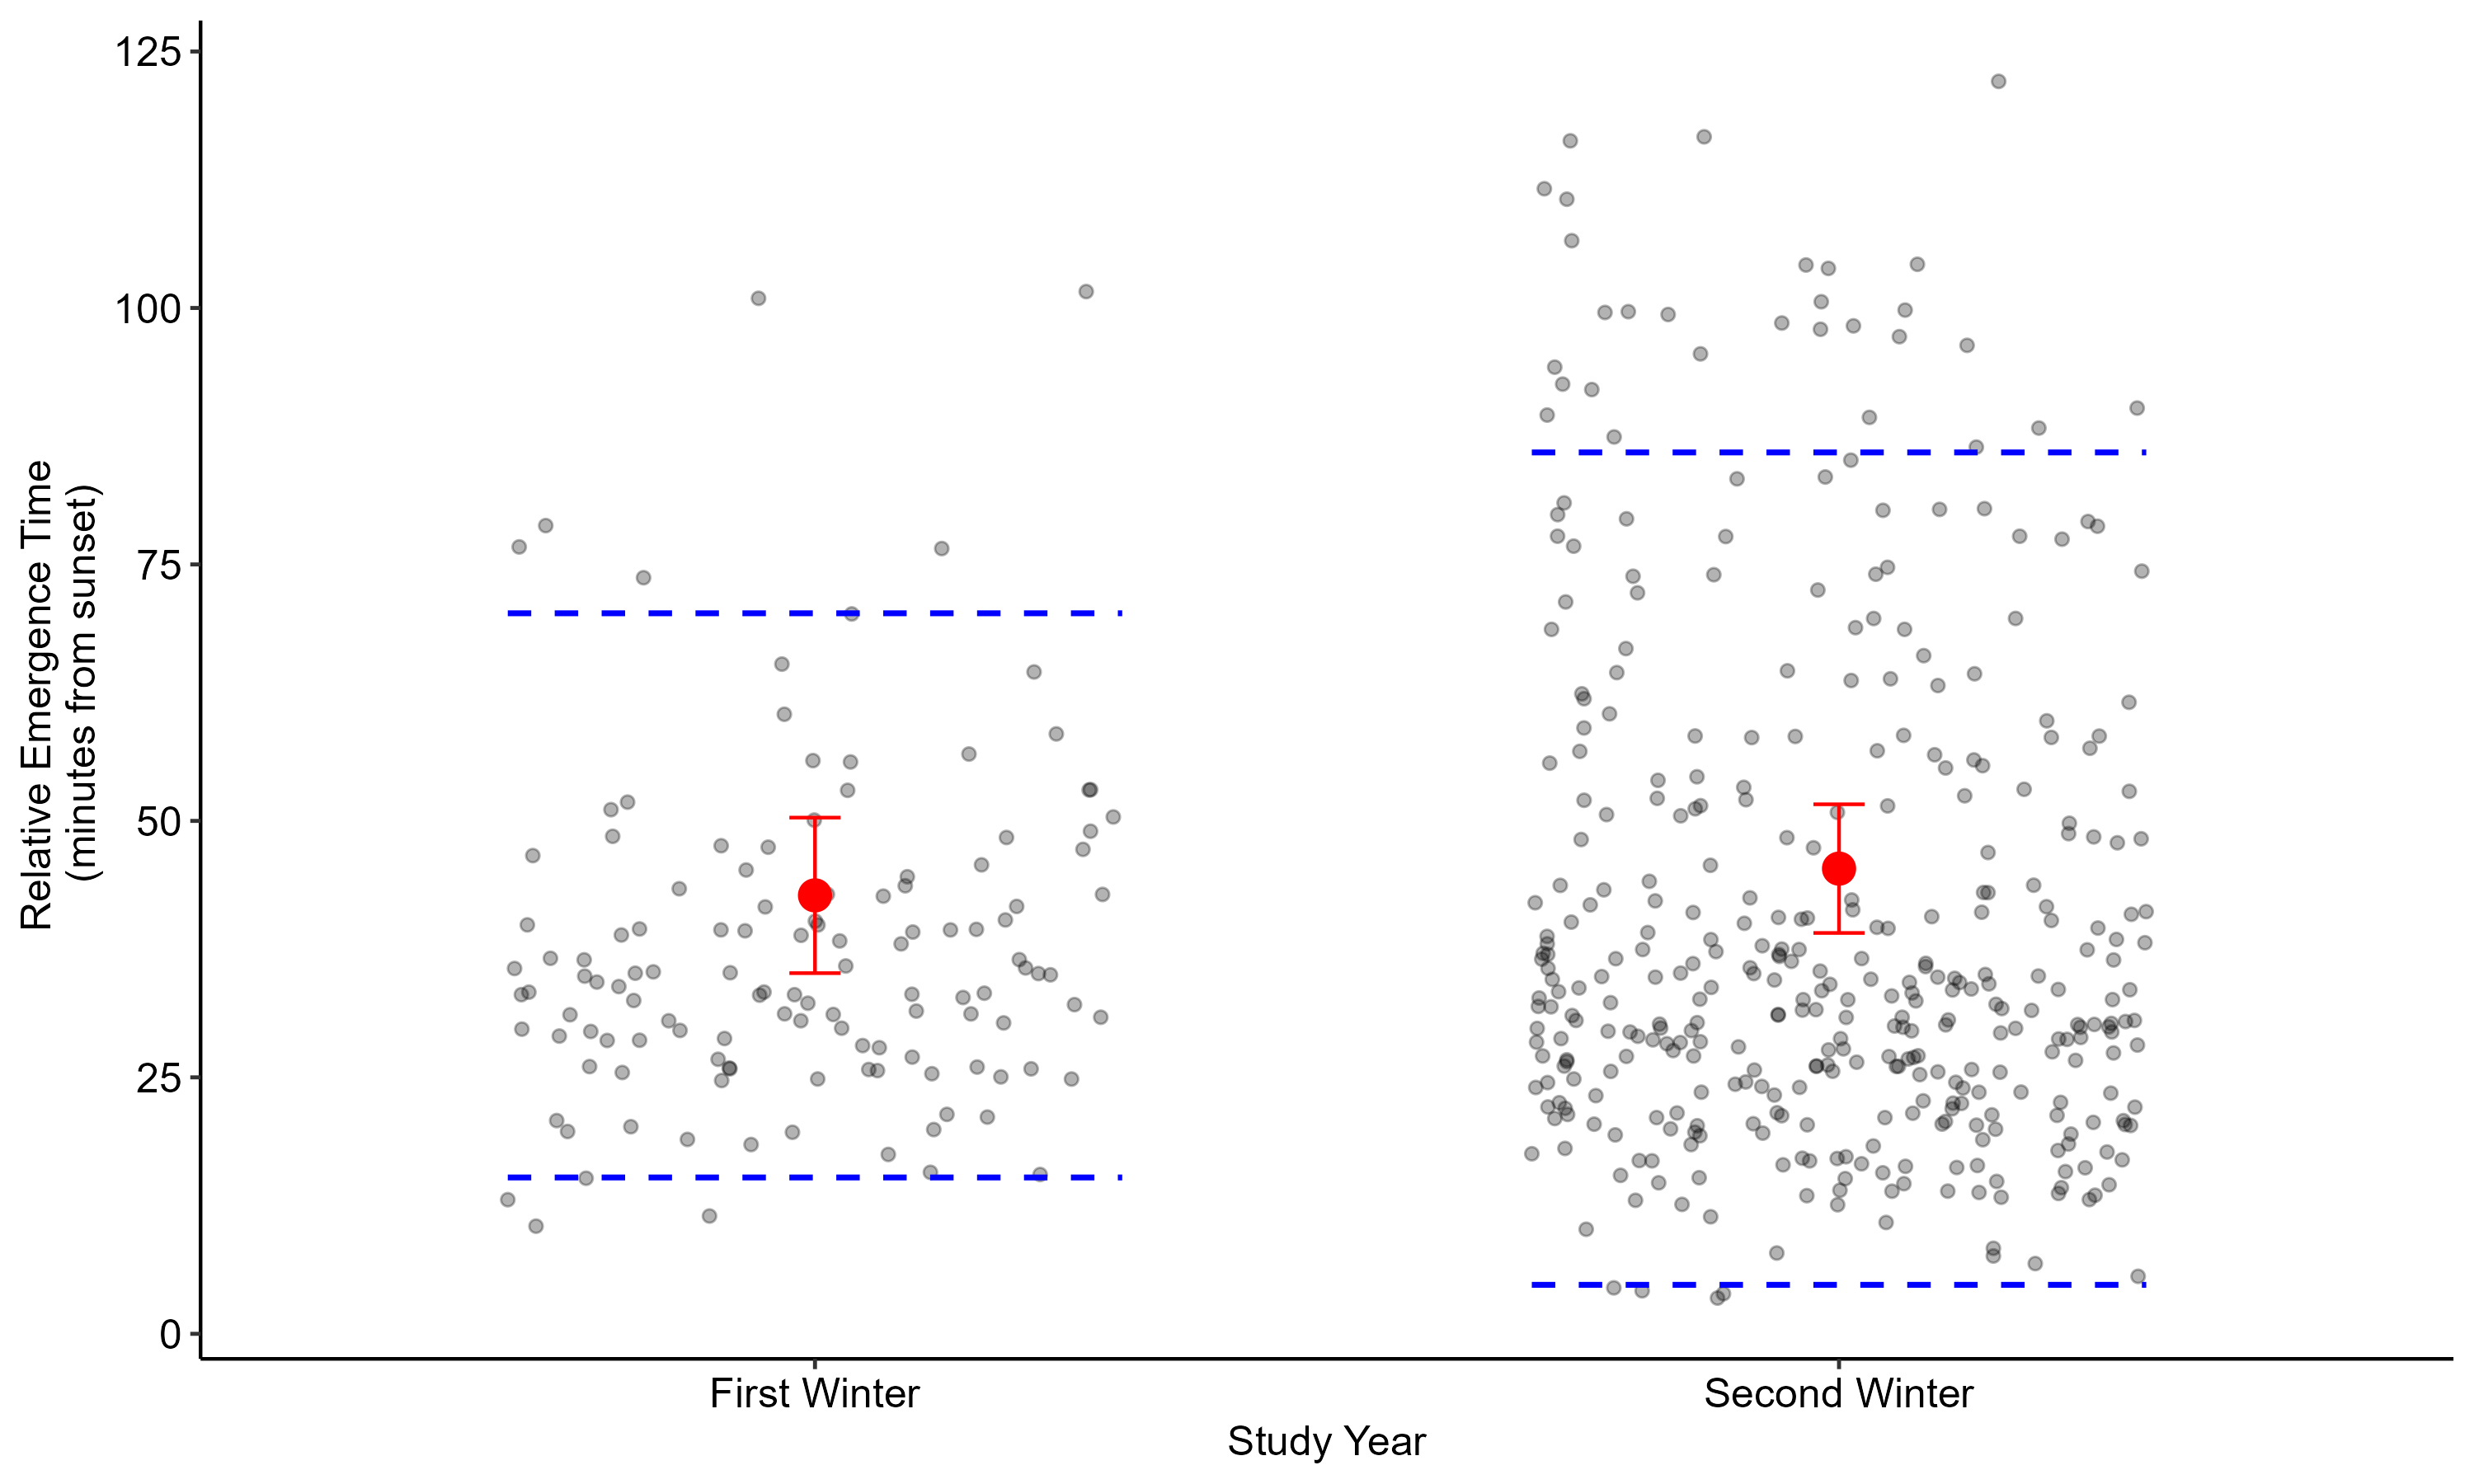 Relative Emergence Time
(minutes from sunset)
125
100
75
50
25
0
First Winter
Second Winter
Study Year